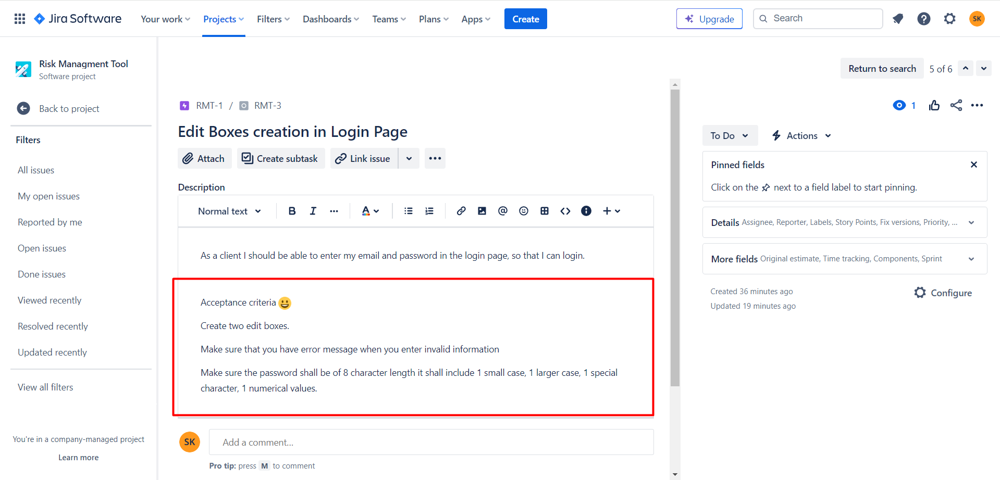 Jira Software
Your work
Projects
Filters
Dashboards
Teams
Plans
Apps
Create
Upgrade
Search
SK
Risk Managment Tool
Software project
Back to project
Filters
All issues
My open issues
Reported by me
Open issues
Done issues
Viewed recently
Resolved recently
Updated recently
View all filters
You're in a company-managed project
Learn more
Return to search
5 of 6
RMT-1 / RMT-3
Edit Boxes creation in Login Page
Attach
Create subtask
Link issue
Description
Normal text
B
I
A
As a client I should be able to enter my email and password in the login page, so that I can login.
Acceptance criteria 😀
Create two edit boxes.
Make sure that you have error message when you enter invalid information
Make sure the password shall be of 8 character length it shall include 1 small case, 1 larger case, 1 special
character, 1 numerical values.
SK
Add a comment...
Pro tip: press M to comment
1
To Do
Actions
Pinned fields
Click on the next to a field label to start pinning.
Details Assignee, Reporter, Labels, Story Points, Fix versions, Priority, ...
More fields Original estimate, Time tracking, Components, Sprint
Created 36 minutes ago
Updated 19 minutes ago
Configure